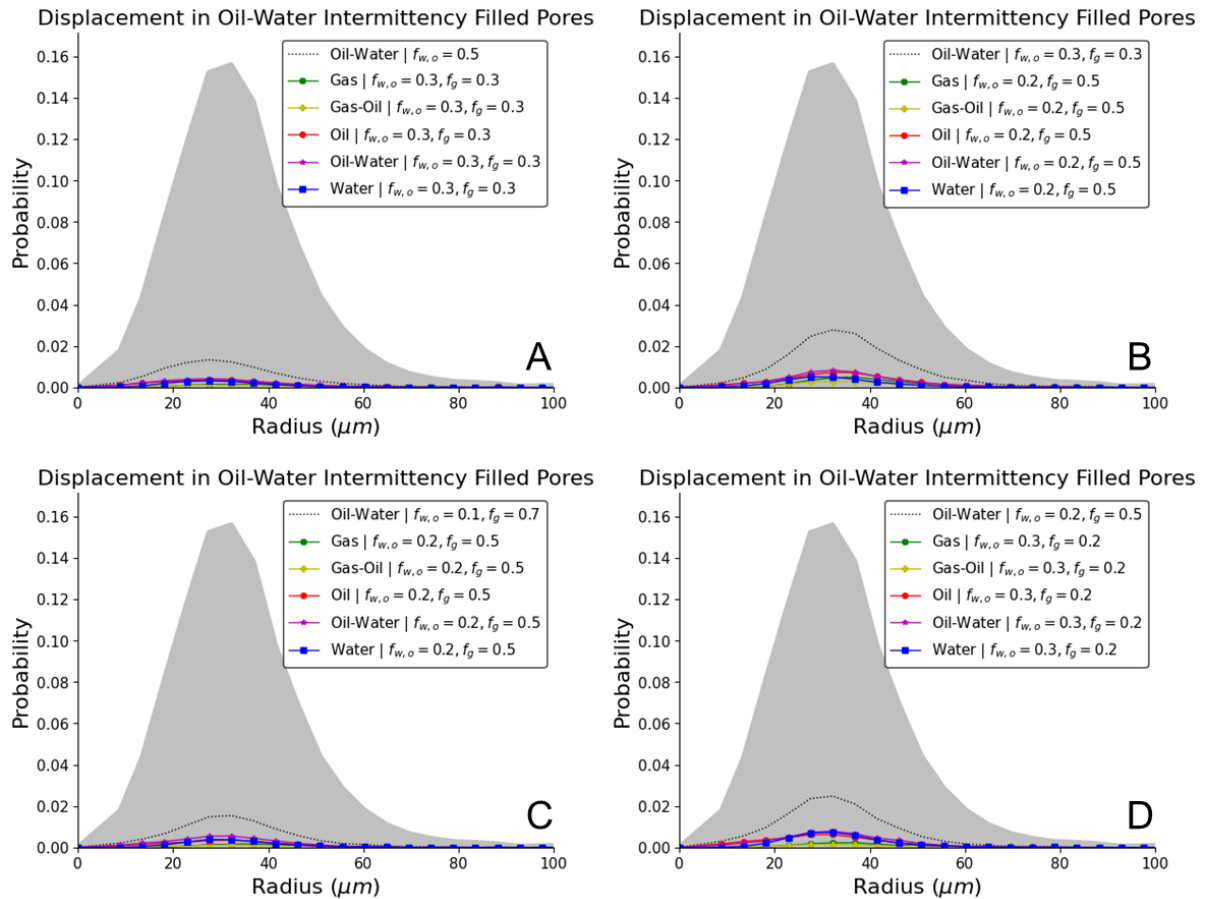 Displacement in Oil-Water Intermittency Filled Pores
0.16
0.14
0.12
0.10
0.08
0.06
0.04
0.02
0.00
Probability
Oil-Water | f_{w,o} = 0.5
Gas | f_{w,o} = 0.3, f_g = 0.3
Gas-Oil | f_{w,o} = 0.3, f_g = 0.3
Oil | f_{w,o} = 0.3, f_g = 0.3
Oil-Water | f_{w,o} = 0.3, f_g = 0.3
Water | f_{w,o} = 0.3, f_g = 0.3
A
0 20 40 60 80 100
Radius (μm)
Displacement in Oil-Water Intermittency Filled Pores
0.16
0.14
0.12
0.10
0.08
0.06
0.04
0.02
0.00
Probability
Oil-Water | f_{w,o} = 0.3, f_g = 0.3
Gas | f_{w,o} = 0.2, f_g = 0.5
Gas-Oil | f_{w,o} = 0.2, f_g = 0.5
Oil | f_{w,o} = 0.2, f_g = 0.5
Oil-Water | f_{w,o} = 0.2, f_g = 0.5
Water | f_{w,o} = 0.2, f_g = 0.5
B
0 20 40 60 80 100
Radius (μm)
Displacement in Oil-Water Intermittency Filled Pores
0.16
0.14
0.12
0.10
0.08
0.06
0.04
0.02
0.00
Probability
Oil-Water | f_{w,o} = 0.1, f_g = 0.7
Gas | f_{w,o} = 0.2, f_g = 0.5
Gas-Oil | f_{w,o} = 0.2, f_g = 0.5
Oil | f_{w,o} = 0.2, f_g = 0.5
Oil-Water | f_{w,o} = 0.2, f_g = 0.5
Water | f_{w,o} = 0.2, f_g = 0.5
C
0 20 40 60 80 100
Radius (μm)
Displacement in Oil-Water Intermittency Filled Pores
0.16
0.14
0.12
0.10
0.08
0.06
0.04
0.02
0.00
Probability
Oil-Water | f_{w,o} = 0.2, f_g = 0.5
Gas | f_{w,o} = 0.3, f_g = 0.2
Gas-Oil | f_{w,o} = 0.3, f_g = 0.2
Oil | f_{w,o} = 0.3, f_g = 0.2
Oil-Water | f_{w,o} = 0.3, f_g = 0.2
Water | f_{w,o} = 0.3, f_g = 0.2
D
0 20 40 60 80 100
Radius (μm)